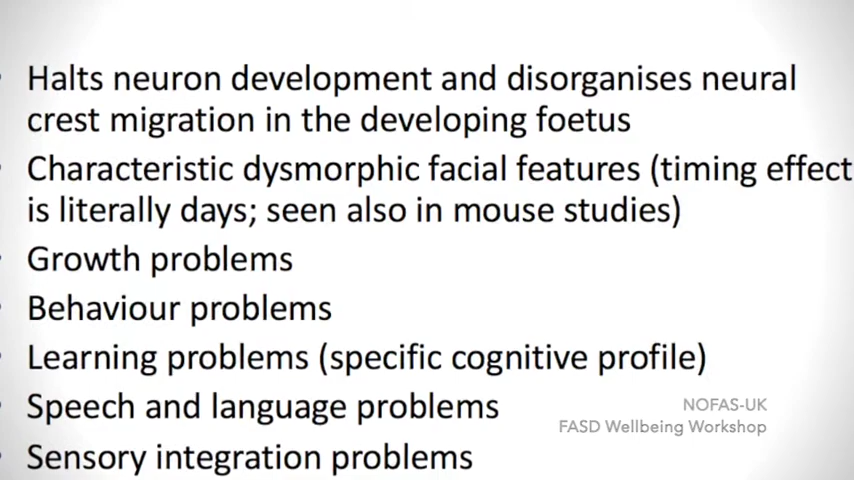 • Halts neuron development and disorganises neural
crest migration in the developing foetus
• Characteristic dysmorphic facial features (timing effect
is literally days; seen also in mouse studies)
• Growth problems
• Behaviour problems
• Learning problems (specific cognitive profile)
• Speech and language problems
• Sensory integration problems
NOFAS-UK
FASD Wellbeing Workshop